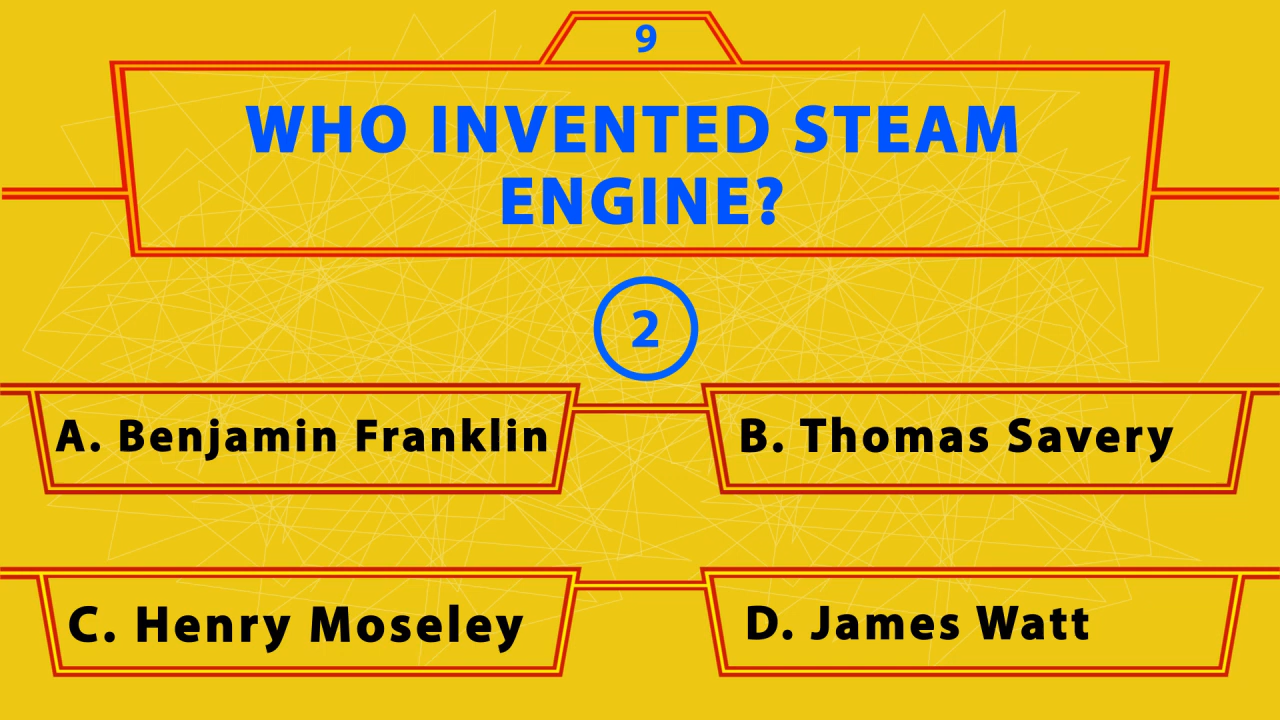 9
WHO INVENTED STEAM
ENGINE?
2
A. Benjamin Franklin
B. Thomas Savery
C. Henry Moseley
D. James Watt